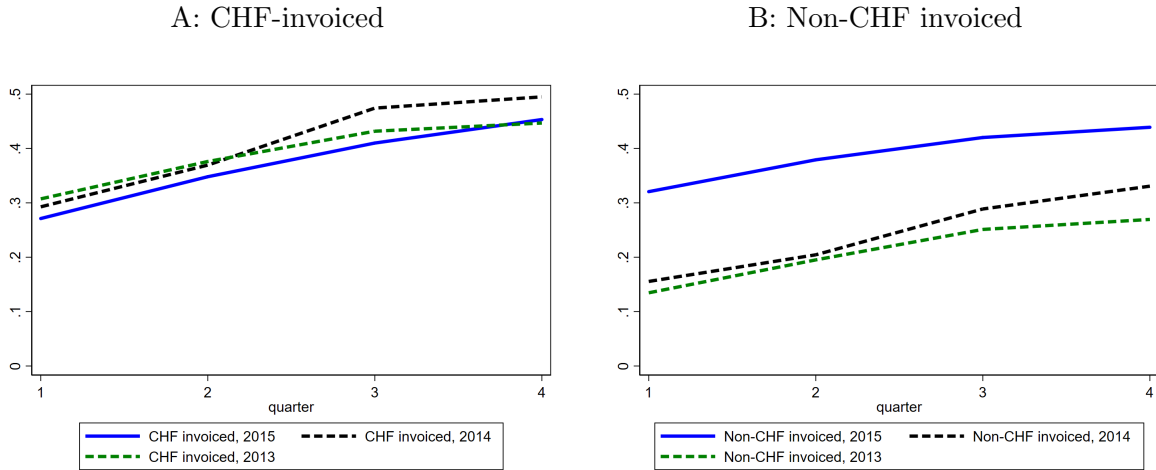 A: CHF-invoiced
.5
.4
.3
.2
.1
0
1 2 3 4
quarter
CHF invoiced, 2015 CHF invoiced, 2014
CHF invoiced, 2013
B: Non-CHF invoiced
.5
.4
.3
.2
.1
0
1 2 3 4
quarter
Non-CHF invoiced, 2015 Non-CHF invoiced, 2014
Non-CHF invoiced, 2013